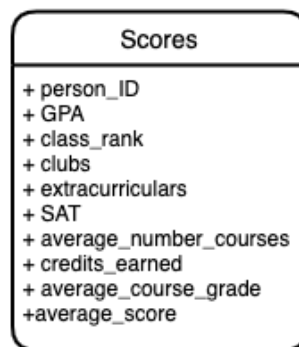 Scores
+ person_ID
+ GPA
+ class_rank
+ clubs
+ extracurriculars
+ SAT
+ average_number_courses
+ credits_earned
+ average_course_grade
+average_score